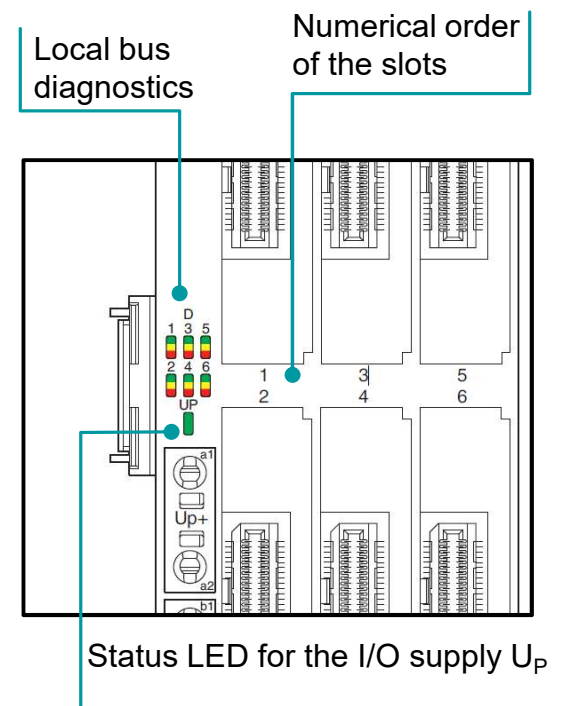 Local bus
diagnostics
Numerical order
of the slots
D
1 3 5
2 4 6
UP
1 3 5
2 4 6
a1
Up+
a2
b1
Status LED for the I/O supply UP